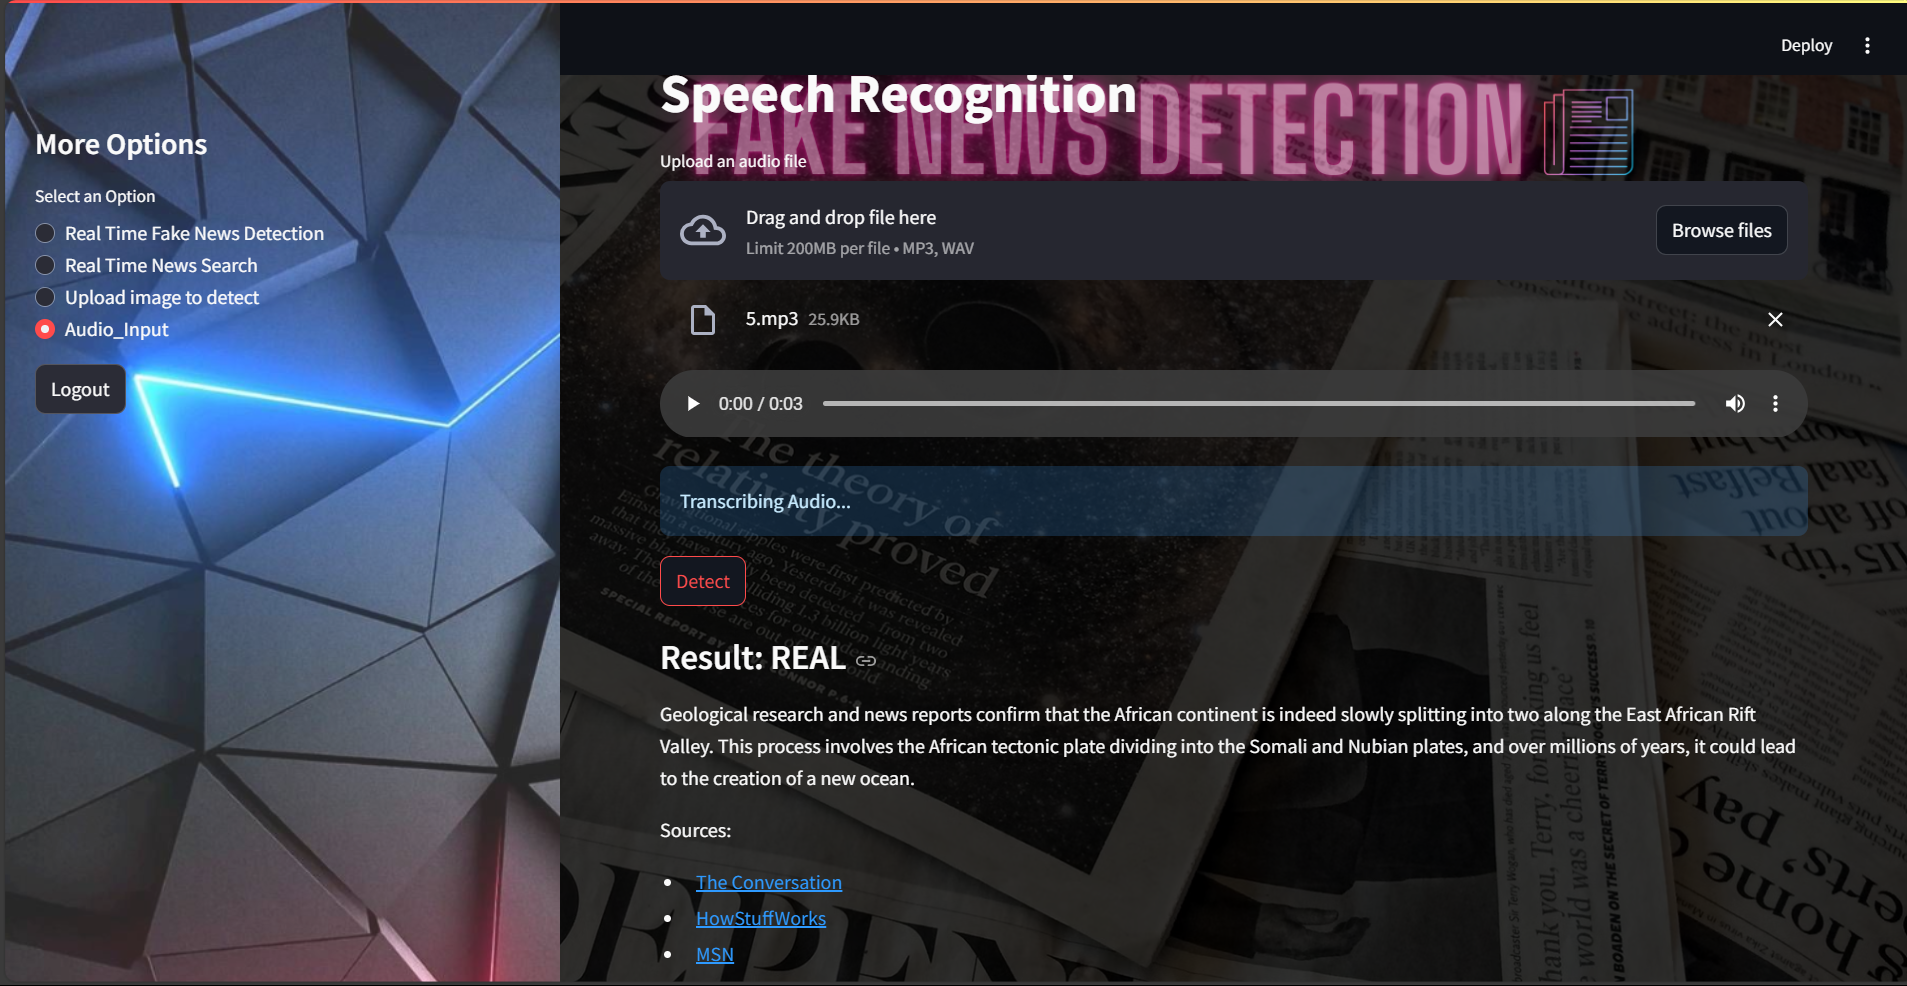 Deploy
More Options
Select an Option
Real Time Fake News Detection
Real Time News Search
Upload image to detect
Audio_Input
Logout
FAKE NEWS DETECTION
Speech Recognition
Upload an audio file
Drag and drop file here
Limit 200MB per file • MP3, WAV
Browse files
5.mp3 25.9KB
0:00 / 0:03
Transcribing Audio...
Detect
Result: REAL
Geological research and news reports confirm that the African continent is indeed slowly splitting into two along the East African Rift
Valley. This process involves the African tectonic plate dividing into the Somali and Nubian plates, and over millions of years, it could lead
to the creation of a new ocean.
Sources:
The Conversation
HowStuffWorks
MSN
The theory of
relativity proved